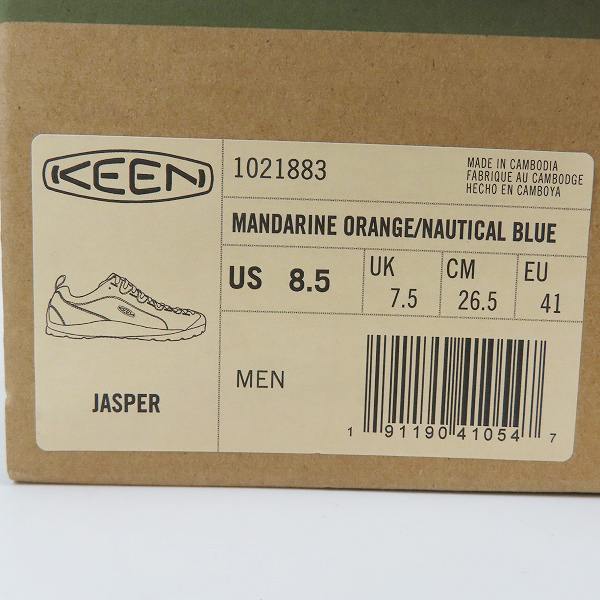 KEEN
1021883
MADE IN CAMBODIA
FABRIQUE AU CAMBODGE
HECHO EN CAMBOYA
MANDARINE ORANGE/NAUTICAL BLUE
US 8.5
UK 7.5
CM 26.5
EU 41
KEEN
JASPER
MEN
1 91190 41054 7